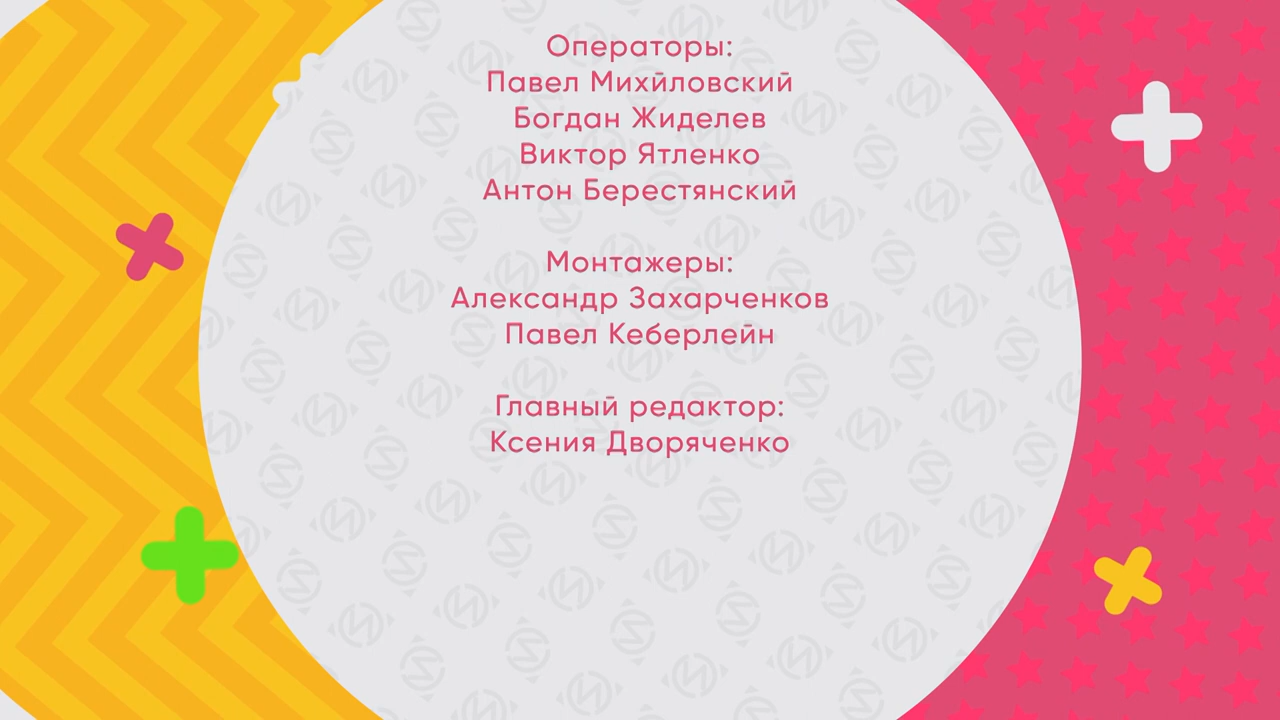 Операторы:
Павел Михйловский
Богдан Жиделев
Виктор Ятленко
Антон Берестянский
Монтажеры:
Александр Захарченков
Павел Кеберлейн
Главный редактор:
Ксения Дворяченко